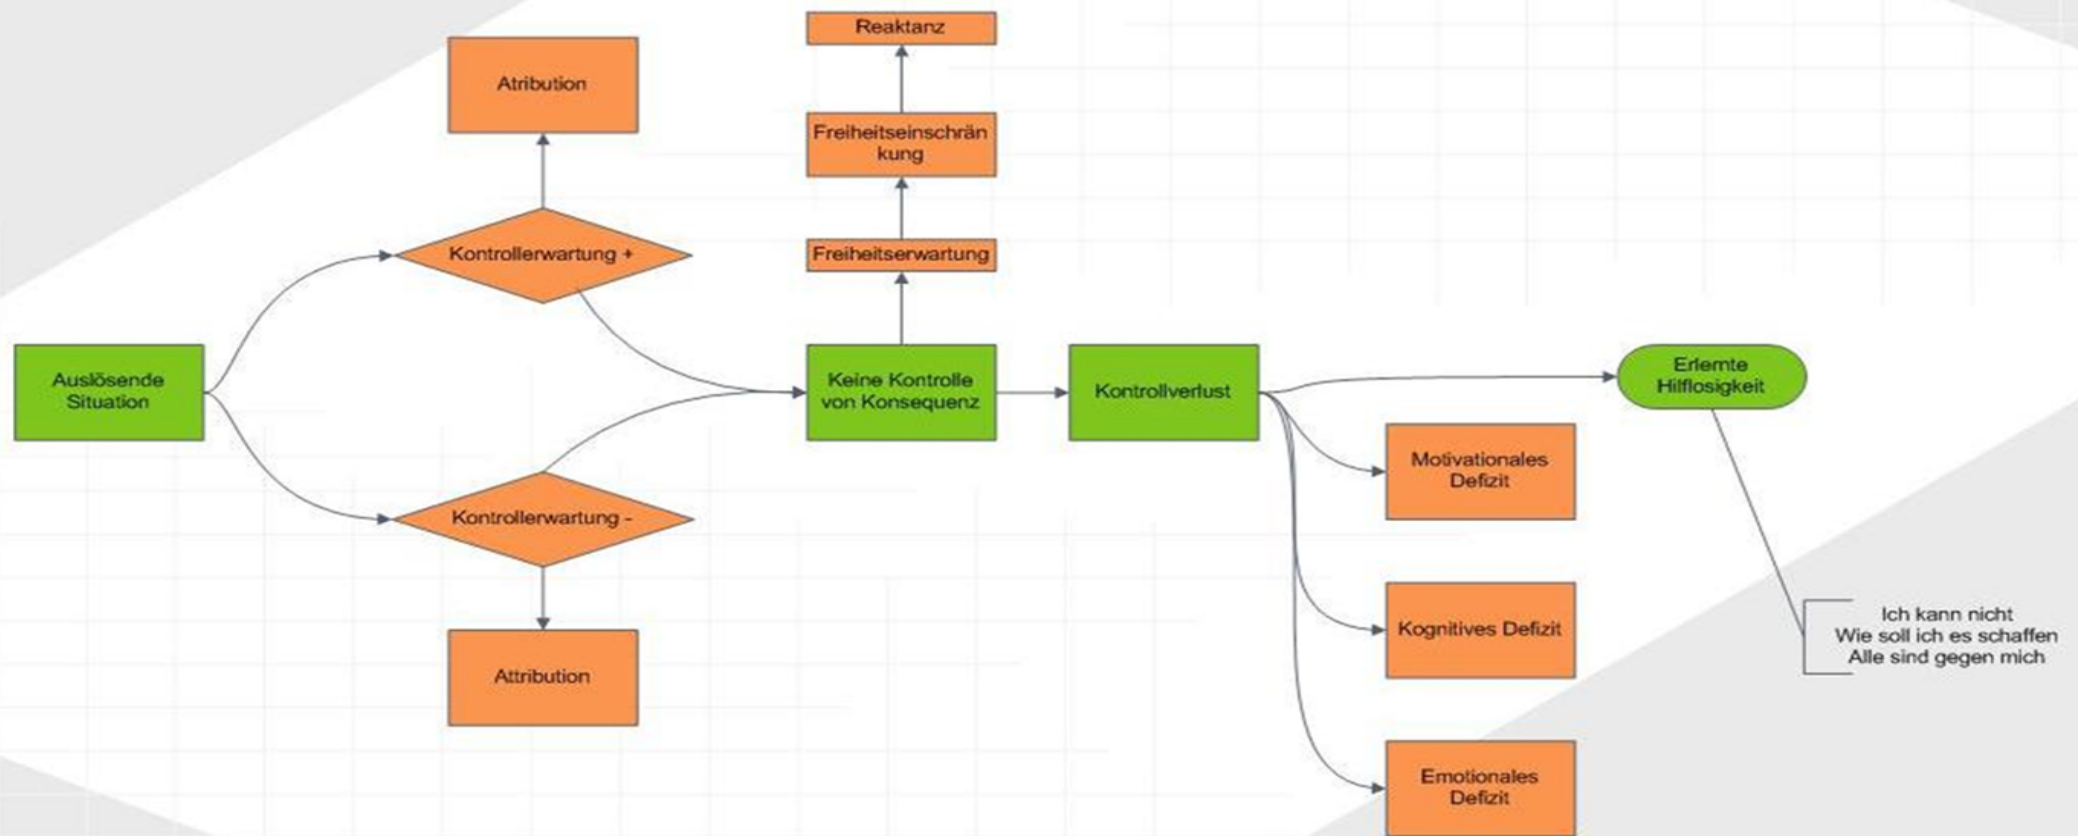 Reaktanz
Atribution
Freiheitseinschrän
kung
Kontrollerwartung +
Freiheitserwartung
Auslösende
Situation
Keine Kontrolle
von Konsequenz
Kontrollverlust
Erlernte
Hilflosigkeit
Motivationales
Defizit
Kontrollerwartung -
Attribution
Kognitives Defizit
Ich kann nicht
Wie soll ich es schaffen
Alle sind gegen mich
Emotionales
Defizit